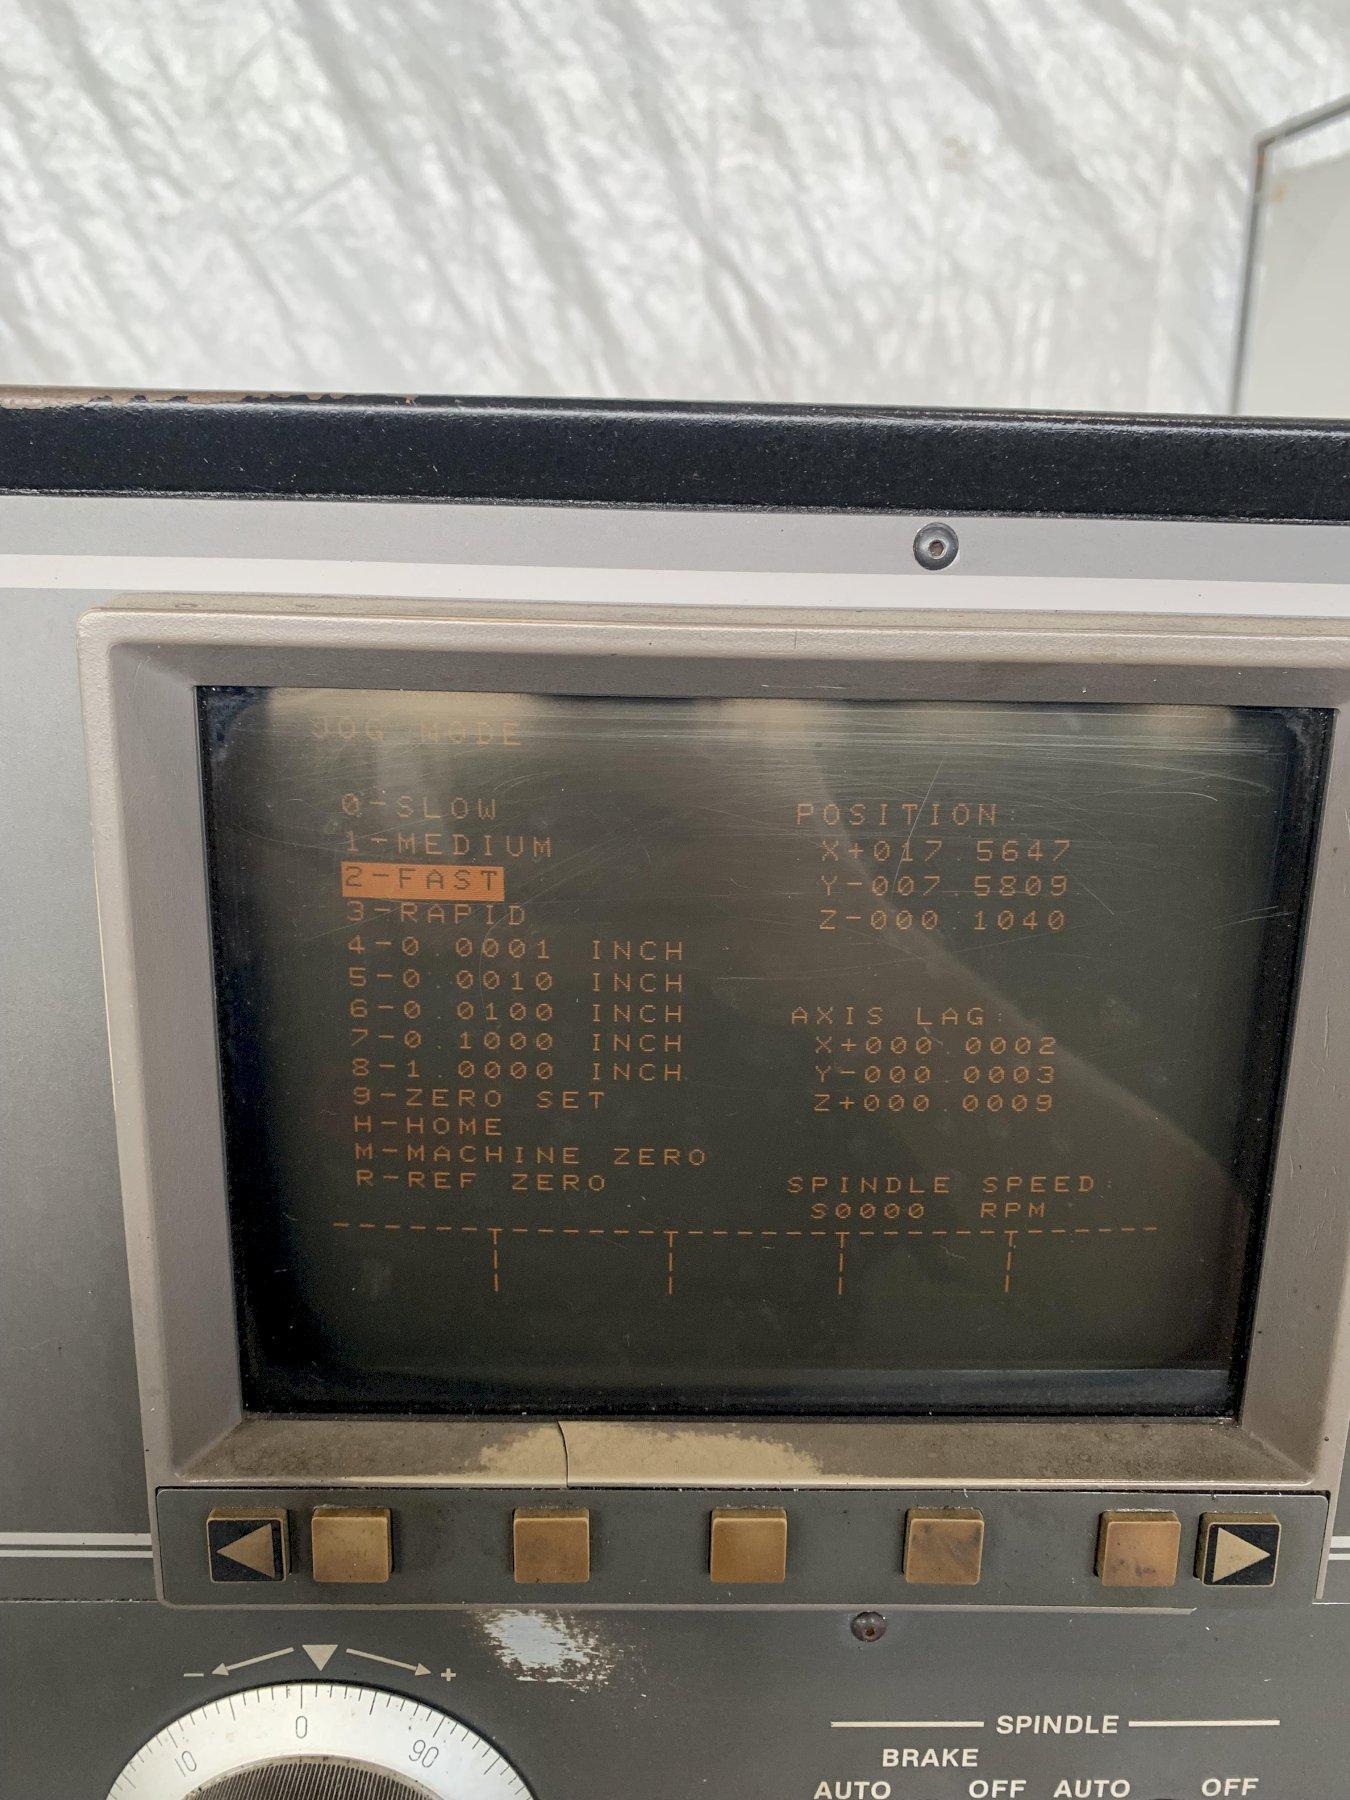 JOG MODE
0-SLOW
1-MEDIUM
2-FAST
3-RAPID
4-0.0001 INCH
5-0.0010 INCH
6-0.0100 INCH
7-0.1000 INCH
8-1.0000 INCH
9-ZERO SET
H-HOME
M-MACHINE ZERO
R-REF ZERO
POSITION:
X+017.5647
Y-007.5809
Z-000.1040
AXIS LAG:
X+000.0002
Y-000.0003
Z+000.0009
SPINDLE SPEED:
S0000 RPM
- +
10 0 90
SPINDLE
BRAKE
AUTO OFF AUTO OFF